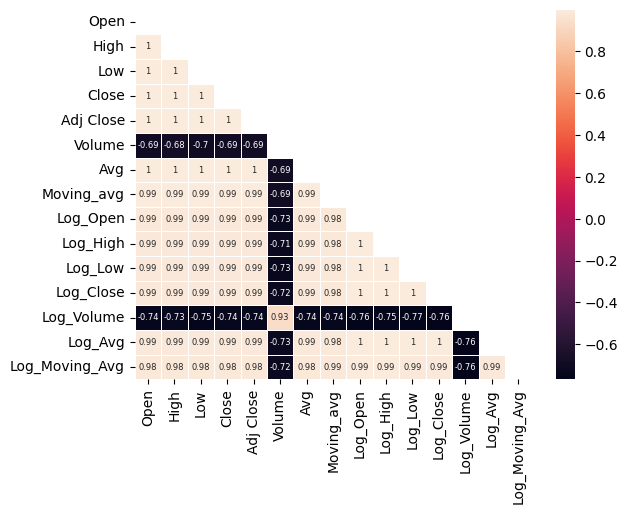 Open
High 1
Low 1 1
Close 1 1 1
Adj Close 1 1 1 1
Volume -0.69 -0.68 -0.7 -0.69 -0.69
Avg 1 1 1 1 1 -0.69
Moving_avg 0.99 0.99 0.99 0.99 0.99 -0.69 0.99
Log_Open 0.99 0.99 0.99 0.99 0.99 -0.73 0.99 0.98
Log_High 0.99 0.99 0.99 0.99 0.99 -0.71 0.99 0.98 1
Log_Low 0.99 0.99 0.99 0.99 0.99 -0.73 0.99 0.98 1 1
Log_Close 0.99 0.99 0.99 0.99 0.99 -0.72 0.99 0.98 1 1 1
Log_Volume -0.74 -0.73 -0.75 -0.74 -0.74 0.93 -0.74 -0.74 -0.76 -0.75 -0.77 -0.76
Log_Avg 0.99 0.99 0.99 0.99 0.99 -0.73 0.99 0.98 1 1 1 1 -0.76
Log_Moving_Avg 0.98 0.98 0.98 0.98 0.98 -0.72 0.98 0.99 0.99 0.99 0.99 0.99 -0.76 0.99
Open
High
Low
Close
Adj Close
Volume
Avg
Moving_avg
Log_Open
Log_High
Log_Low
Log_Close
Log_Volume
Log_Avg
Log_Moving_Avg
0.8
0.6
0.4
0.2
0.0
−0.2
−0.4
−0.6